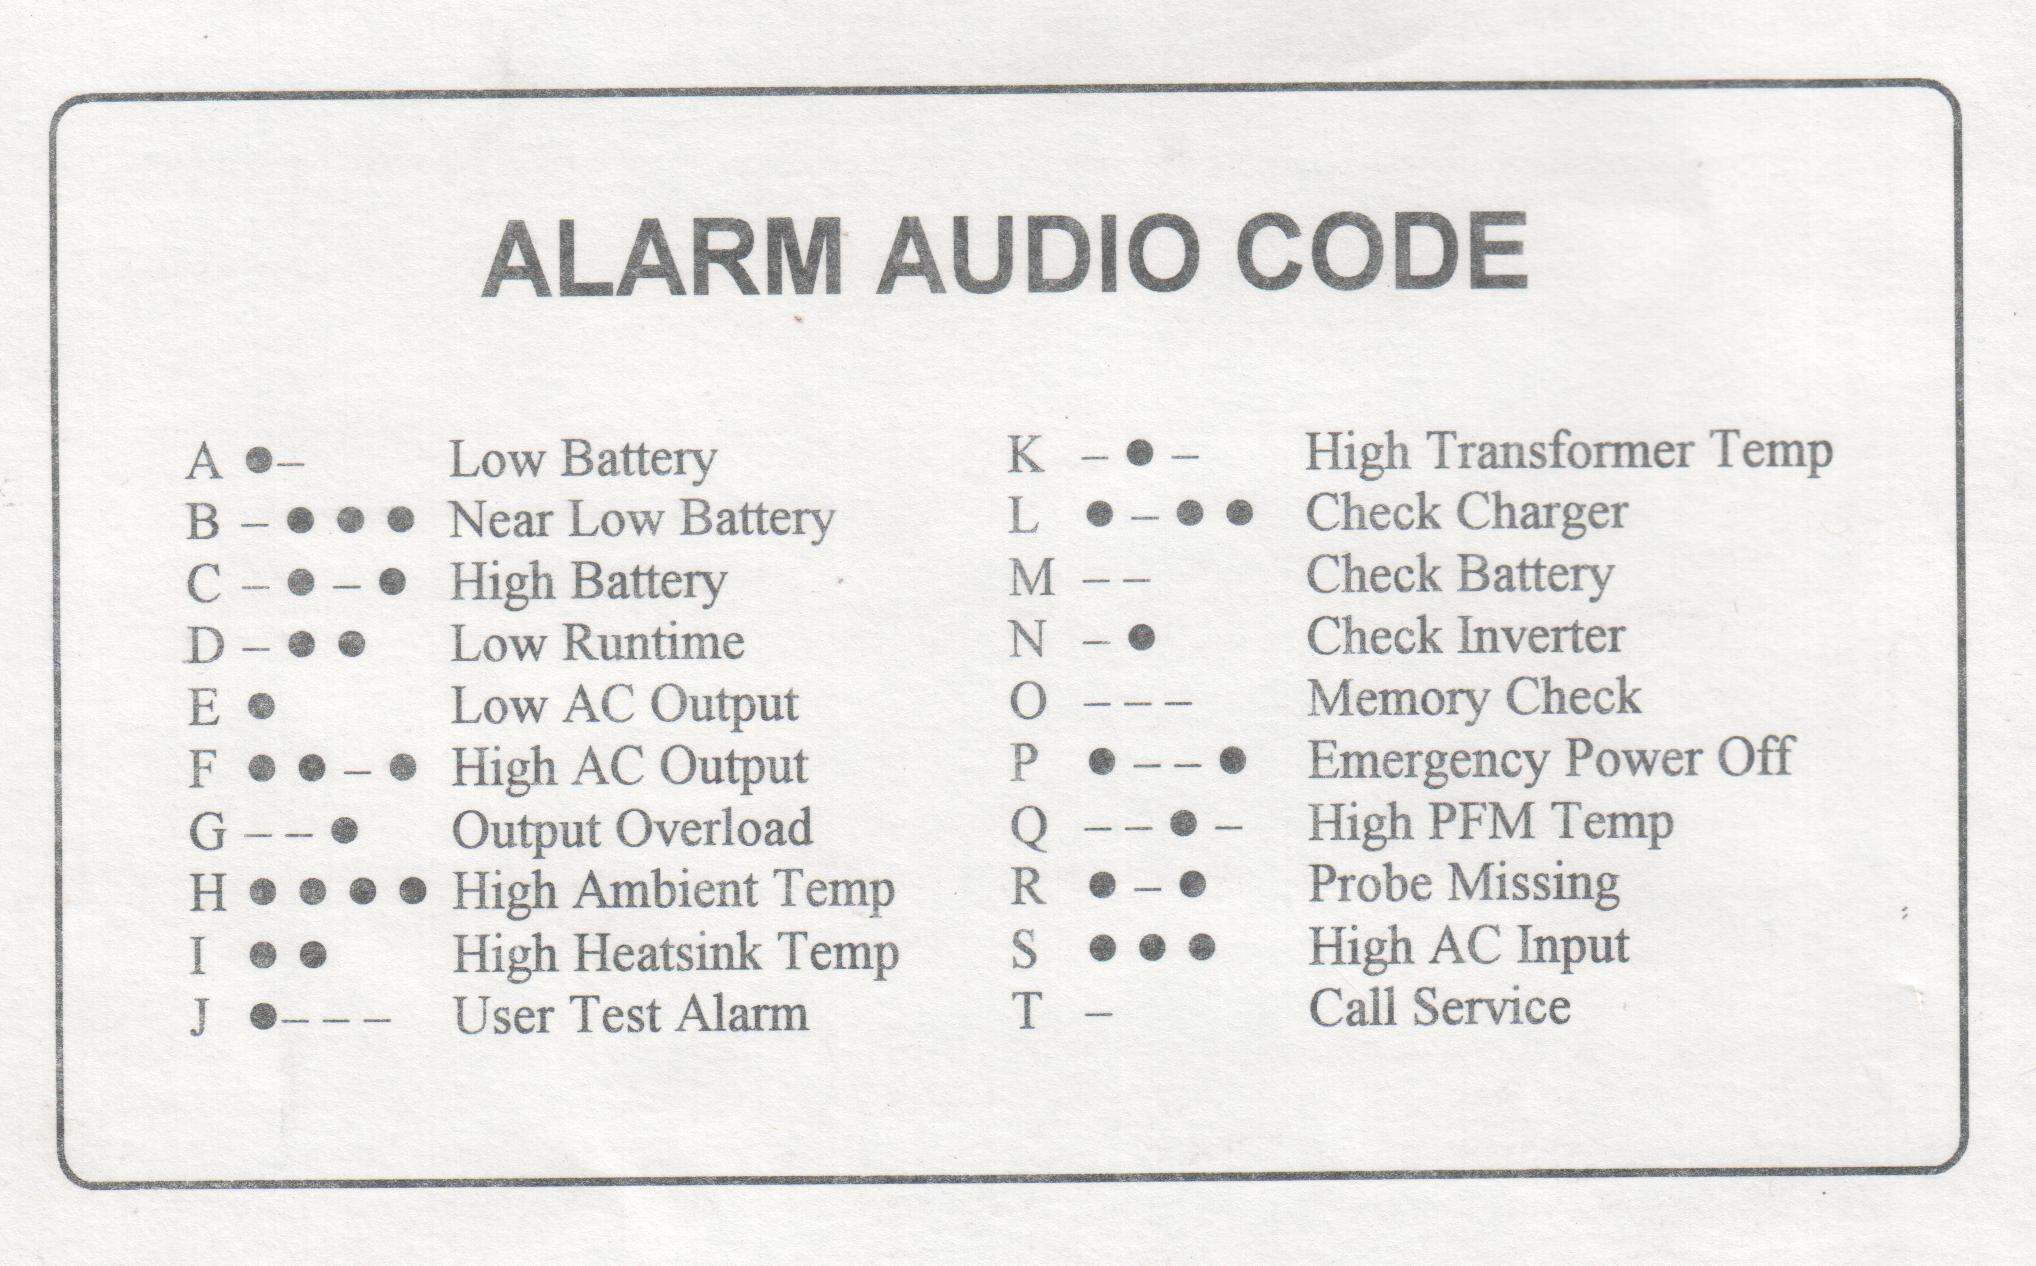 ALARM AUDIO CODE
A ●– Low Battery
B – ● ● ● Near Low Battery
C – ● – ● High Battery
D – ● ● Low Runtime
E ● Low AC Output
F ● ● – ● High AC Output
G – – ● Output Overload
H ● ● ● ● High Ambient Temp
I ● ● High Heatsink Temp
J ●– – – User Test Alarm
K – ● – High Transformer Temp
L ● – ● ● Check Charger
M – – Check Battery
N – ● Check Inverter
O – – – Memory Check
P ● – – ● Emergency Power Off
Q – – ● – High PFM Temp
R ● – ● Probe Missing
S ● ● ● High AC Input
T – Call Service